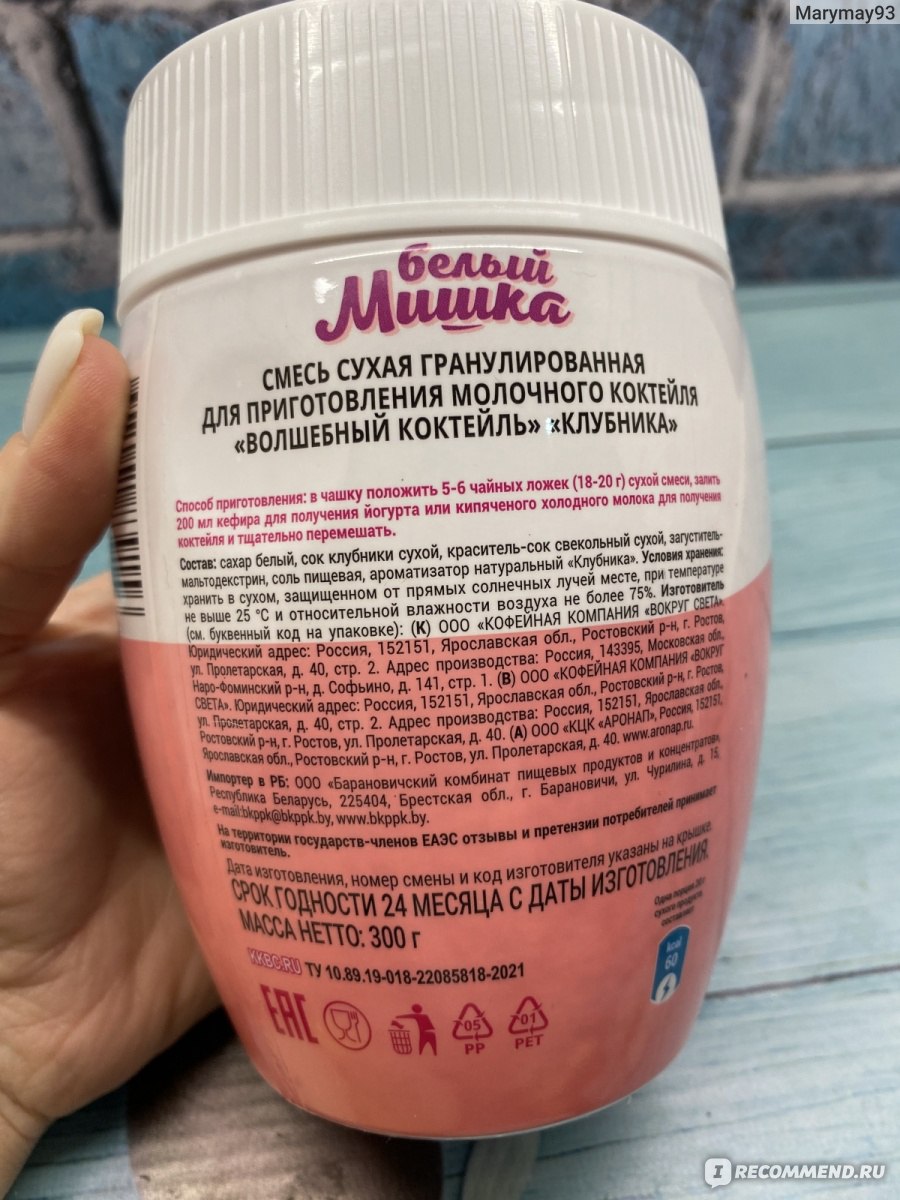 Marymay93
белый
Мишка
СМЕСЬ СУХАЯ ГРАНУЛИРОВАННАЯ
ДЛЯ ПРИГОТОВЛЕНИЯ МОЛОЧНОГО КОКТЕЙЛЯ
«ВОЛШЕБНЫЙ КОКТЕЙЛЬ» «КЛУБНИКА»
Способ приготовления: в чашку положить 5-6 чайных ложек (18-20 г) сухой смеси, залить
200 мл кефира для получения йогурта или кипяченого холодного молока для получения
коктейля и тщательно перемешать.
Состав: сахар белый, сок клубники сухой, краситель-сок свекольный сухой, загуститель-
мальтодекстрин, соль пищевая, ароматизатор натуральный «Клубника». Условия хранения:
хранить в сухом, защищенном от прямых солнечных лучей месте, при температуре
не выше 25 °С и относительной влажности воздуха не более 75%. Изготовитель
(см. буквенный код на упаковке): (К) ООО «КОФЕЙНАЯ КОМПАНИЯ «ВОКРУГ СВЕТА».
Юридический адрес: Россия, 152151, Ярославская обл., Ростовский р-н, г. Ростов,
ул. Пролетарская, д. 40, стр. 2. Адрес производства: Россия, 143395, Московская обл.,
Наро-Фоминский р-н, д. Софьино, д. 141, стр. 1. (В) ООО «КОФЕЙНАЯ КОМПАНИЯ «ВОКРУГ
СВЕТА». Юридический адрес: Россия, 152151, Ярославская обл., Ростовский р-н, г. Ростов,
ул. Пролетарская, д. 40, стр. 2. Адрес производства: Россия, 152151, Ярославская обл.,
Ростовский р-н, г. Ростов, ул. Пролетарская, д. 40. (А) ООО «КЦК «АРОНАП», Россия, 152151,
Ярославская обл., Ростовский р-н, г. Ростов, ул. Пролетарская, д. 40. www.aronap.ru.
Импортер в РБ: ООО «Барановичский комбинат пищевых продуктов и концентратов»,
Республика Беларусь, 225404, Брестская обл., г. Барановичи, ул. Чурилина, д. 15,
e-mail:bkppk@bkppk.by, www.bkppk.by.
На территории государств-членов ЕАЭС отзывы и претензии потребителей принимает
изготовитель.
Дата изготовления, номер смены и код изготовителя указаны на крышке.
СРОК ГОДНОСТИ 24 МЕСЯЦА С ДАТЫ ИЗГОТОВЛЕНИЯ.
МАССА НЕТТО: 300 г
Одна порция 20 г
сухого продукта
составляет
kcal
60
KKBC.RU ТУ 10.89.19-018-22085818-2021
EAC
05
PP
01
PET
IRECOMMEND.RU